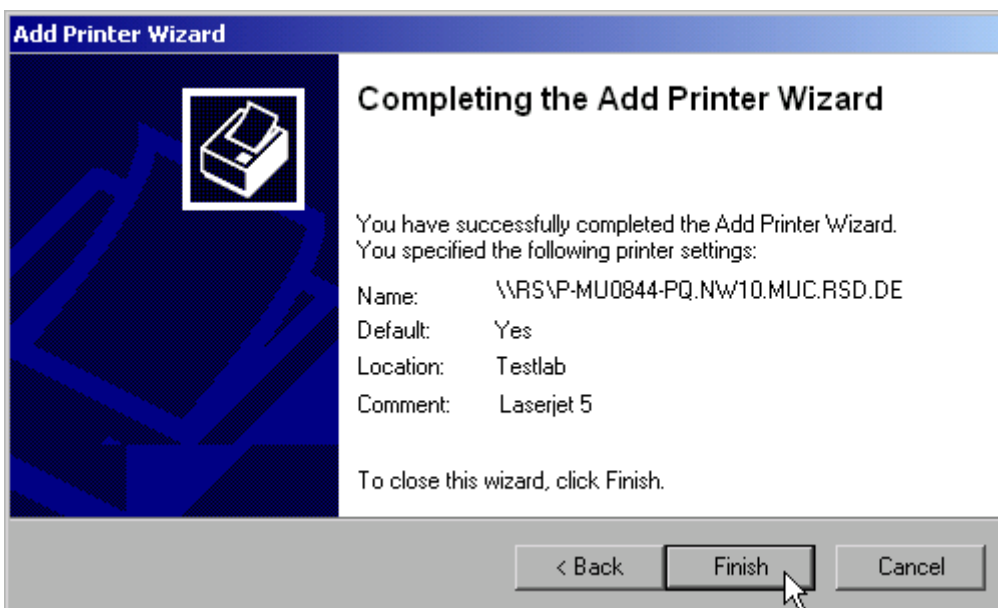 Add Printer Wizard
Completing the Add Printer Wizard
You have successfully completed the Add Printer Wizard.
You specified the following printer settings:
Name: \\RS\P-MU0844-PQ.NW10.MUC.RSD.DE
Default: Yes
Location: Testlab
Comment: Laserjet 5
To close this wizard, click Finish.
< Back Finish Cancel